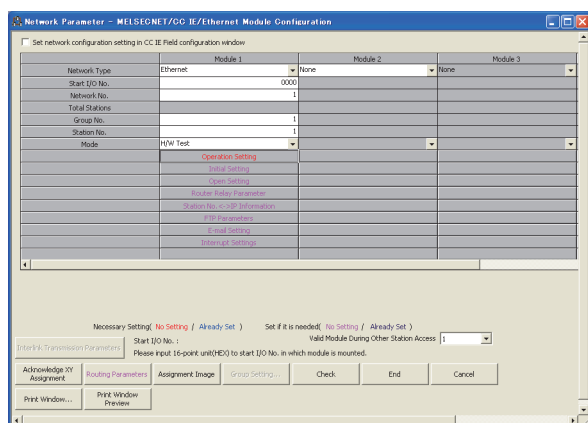 Network Parameter - MELSECNET/CC IE/Ethernet Module Configuration
Set network configuration setting in CC IE Field configuration window
Module 1 Module 2 Module 3
Network Type Ethernet None None
Start I/O No. 0000
Network No. 1
Total Stations
Group No. 1
Station No. 1
Mode H/W Test
Operation Setting
Initial Setting
Open Setting
Router Relay Parameter
Station No.<->IP Information
FTP Parameters
E-mail Setting
Interrupt Settings
Necessary Setting( No Setting / Already Set ) Set if it is needed( No Setting / Already Set )
Interlink Transmission Parameters Start I/O No. : Valid Module During Other Station Access 1
Please input 16-point unit(HEX) to start I/O No. in which module is mounted.
Acknowledge XY Assignment Routing Parameters Assignment Image Group Setting... Check End Cancel
Print Window... Print Window Preview